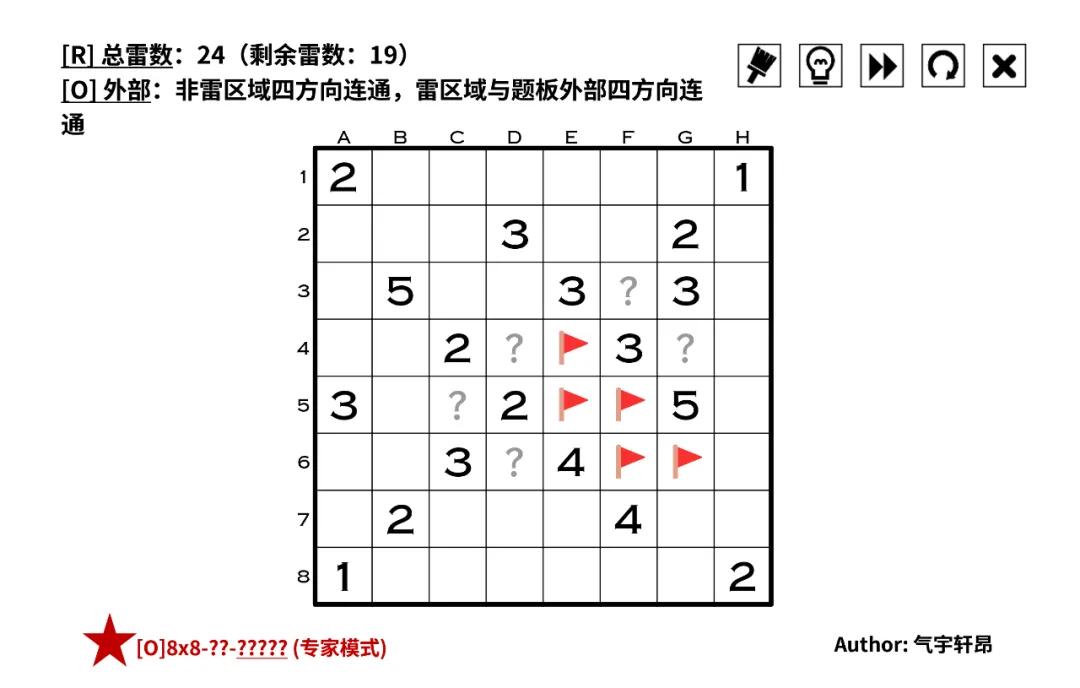 [R] 总雷数：24（剩余雷数：19）
[O] 外部：非雷区域四方向连通，雷区域与题板外部四方向连
通
A B C D E F G H
1 2 1
2 3 2
3 5 3 ? 3
4 2 ? 3 ?
5 3 ? 2 5
6 3 ? 4
7 2 4
8 1 2
[O]8x8-??-????? (专家模式)
Author: 气宇轩昂